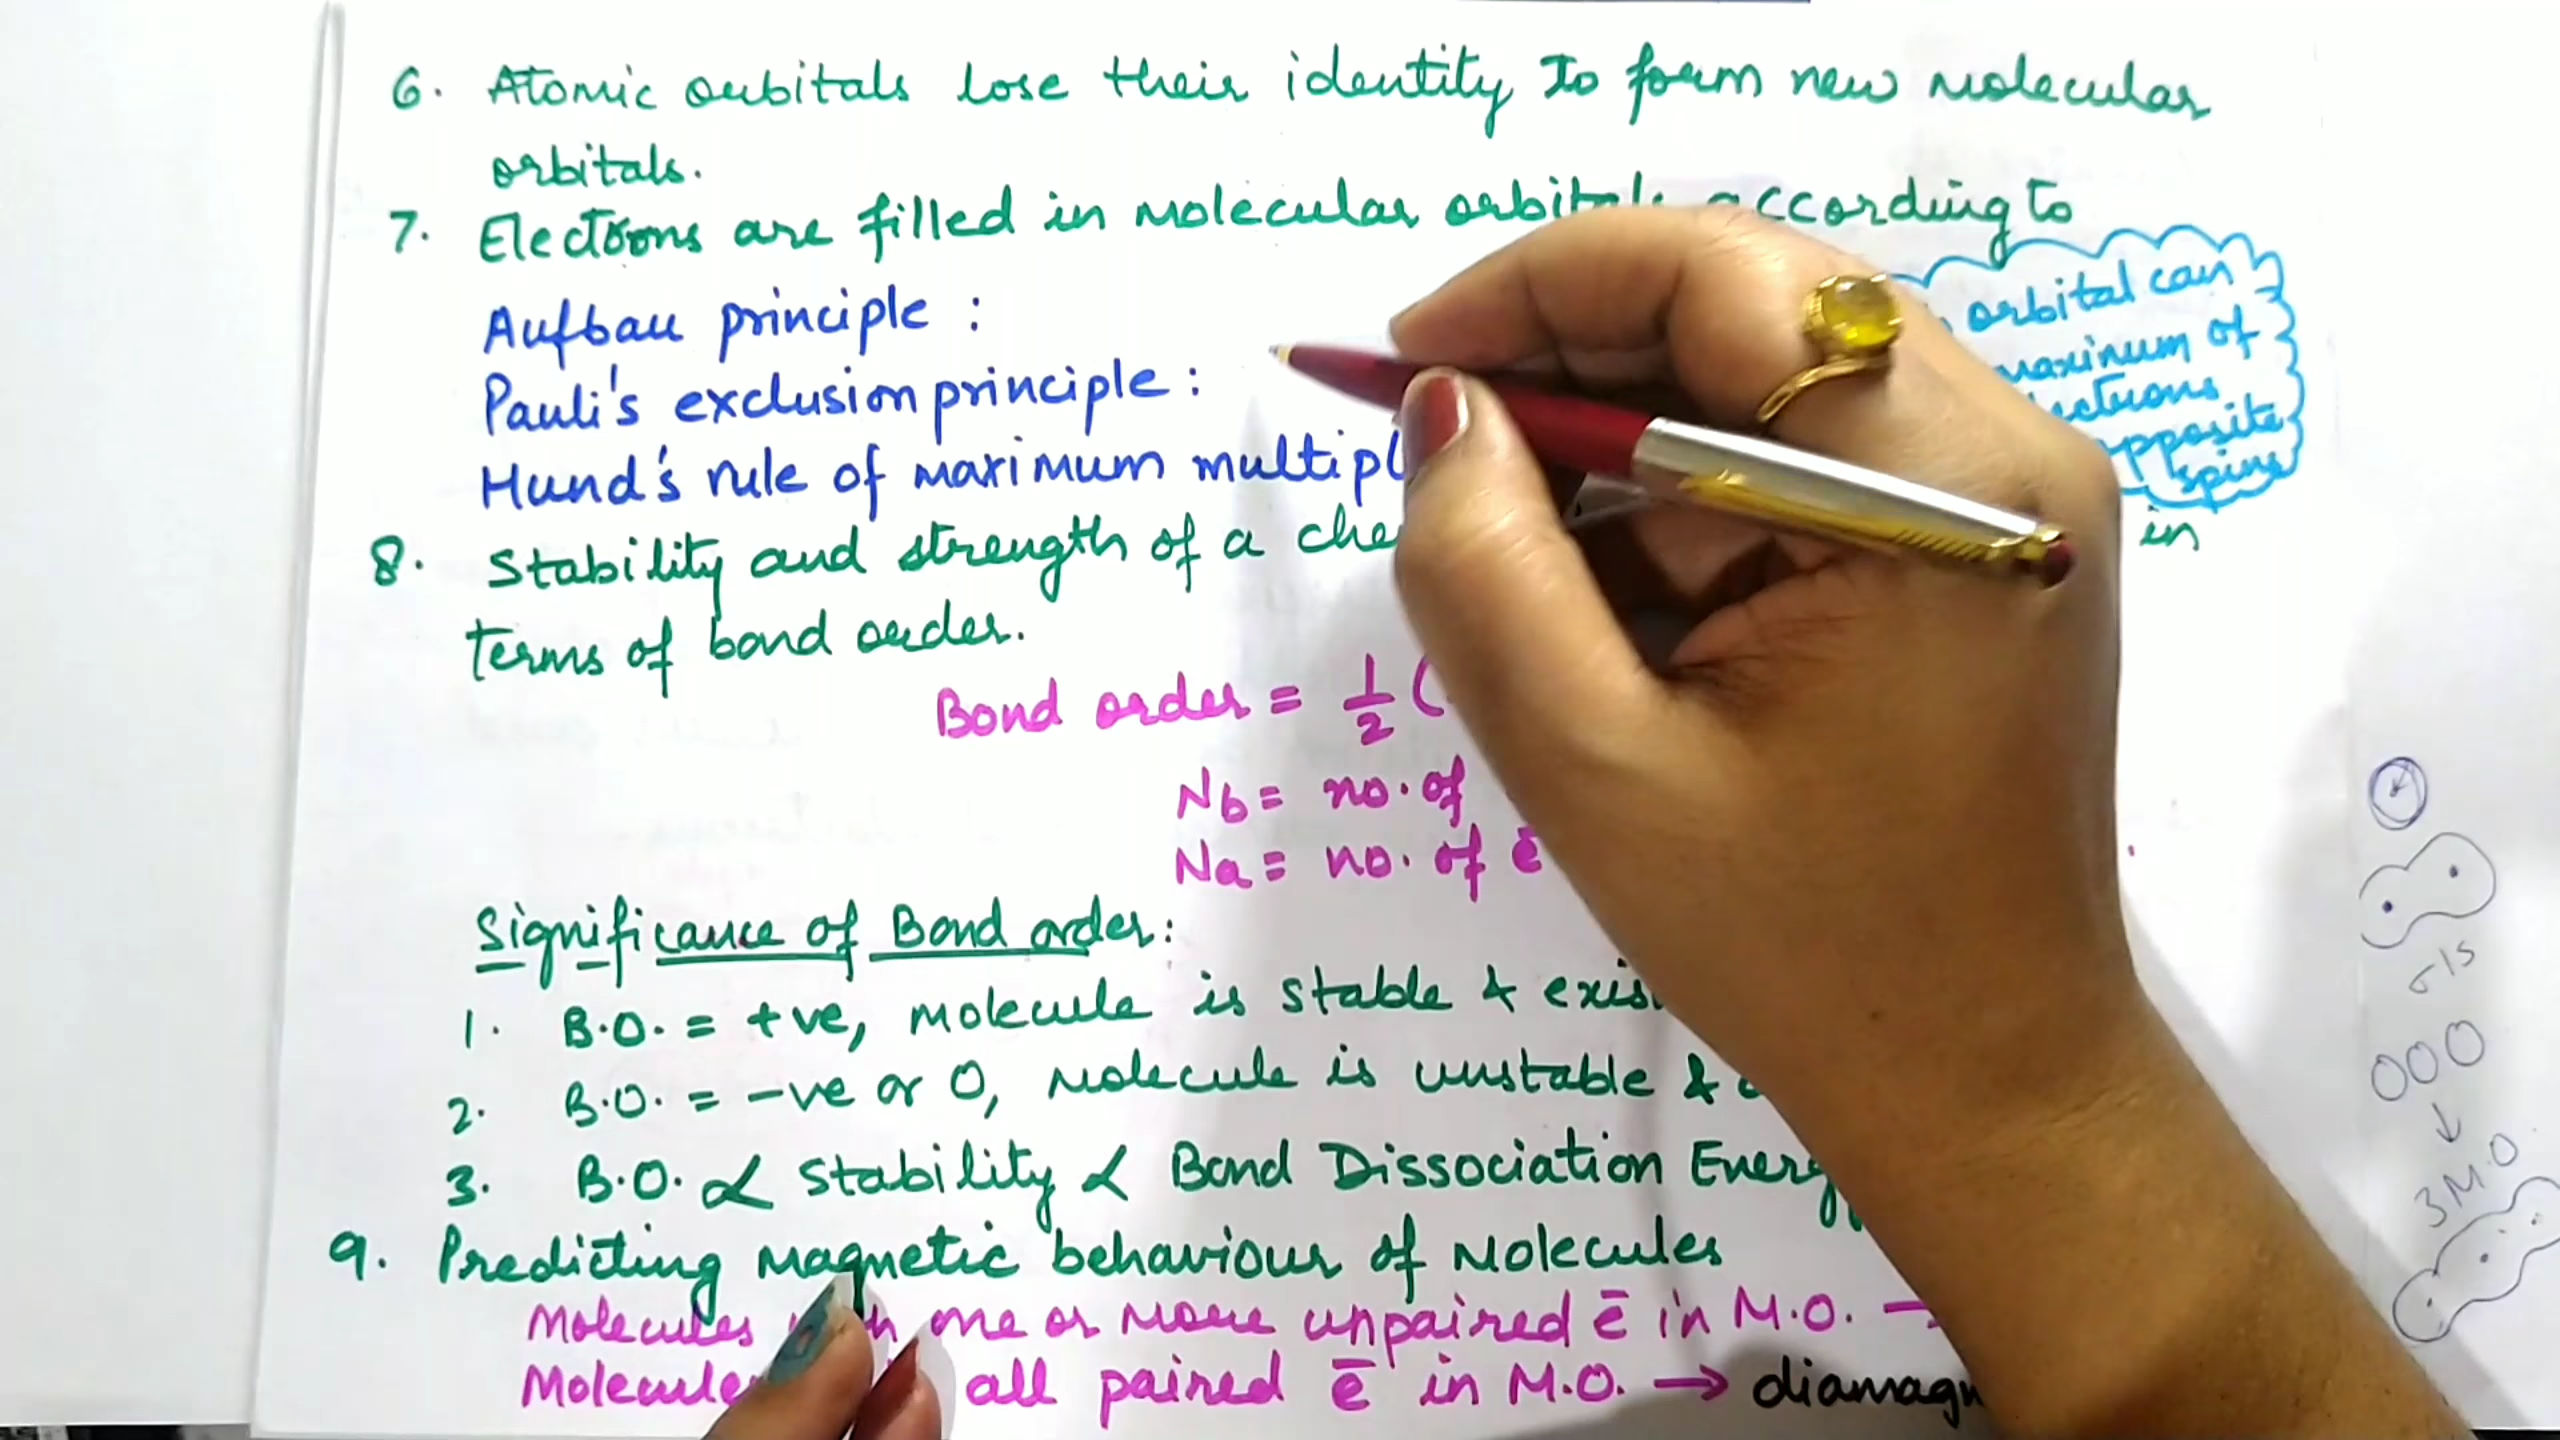 6. Atomic orbitals lose their identity to form new molecular
orbitals.
7. Electrons are filled in molecular orbitals according to
Aufbau principle :
Pauli's exclusion principle :
Hund's rule of maximum
orbital can
maximum of
opposite
spins
8. Stability and strength of a in
terms of bond order.
Bond order = 1/2 (
Nb = no. of
Na = no. of ē
Significance of Bond order:
1. B.O. = +ve, molecule is stable &
2. B.O. = -ve or 0, molecule is unstable &
3. B.O. ∝ stability ∝ Bond Dissociation
9. Predicting magnetic behaviour of molecules
Molecules one or more unpaired ē in M.O. →
all paired ē in M.O. →
σ1s
000
↓
3M.O